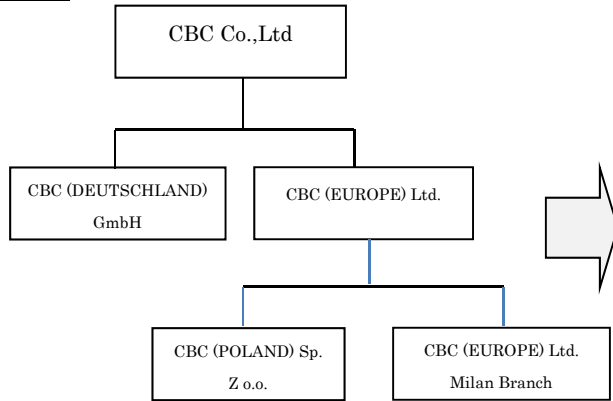 CBC Co.,Ltd
CBC (DEUTSCHLAND)
GmbH
CBC (EUROPE) Ltd.
CBC (POLAND) Sp.
Z o.o.
CBC (EUROPE) Ltd.
Milan Branch